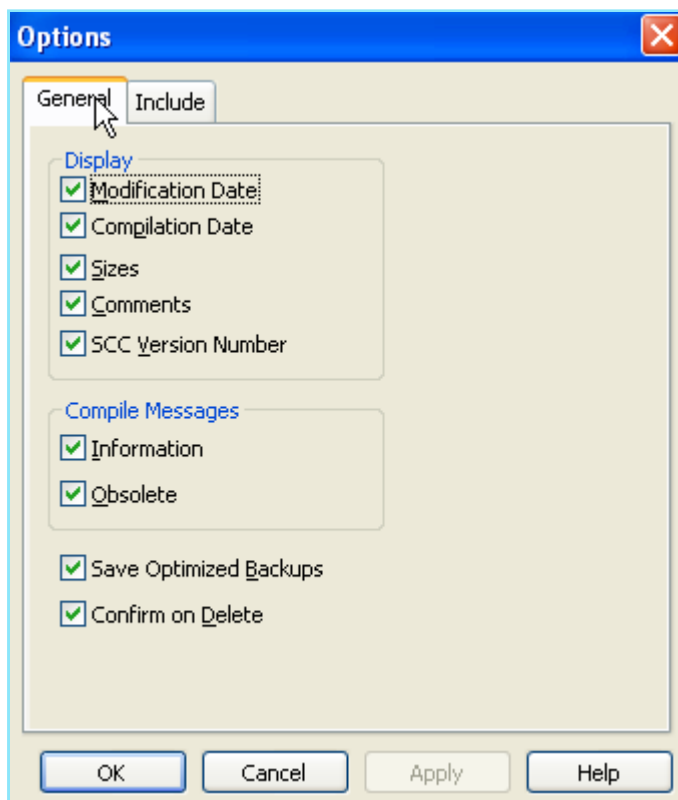 Options
General Include
Display
Modification Date
Compilation Date
Sizes
Comments
SCC Version Number
Compile Messages
Information
Obsolete
Save Optimized Backups
Confirm on Delete
OK Cancel Apply Help